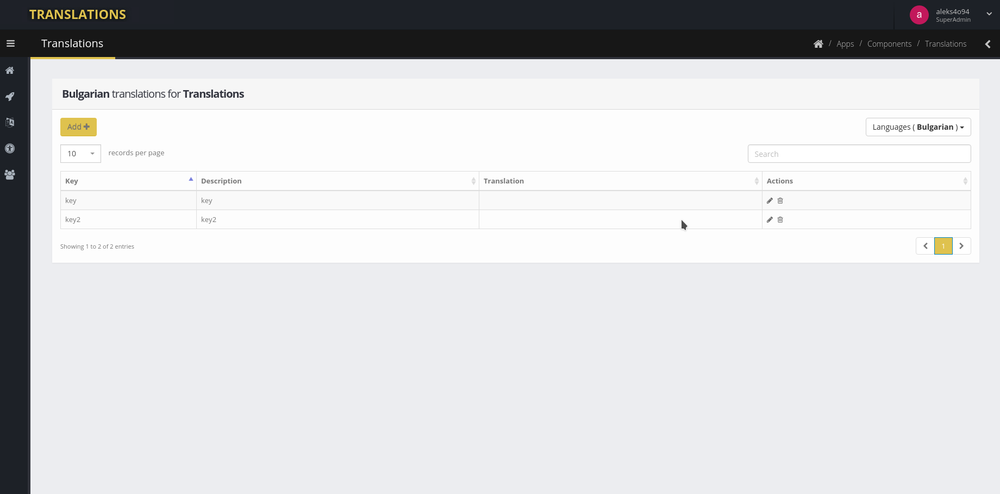 TRANSLATIONS
a
aleks4o94
SuperAdmin
Translations
/ Apps / Components / Translations
Bulgarian translations for Translations
Add
Languages ( Bulgarian )
10 records per page
Search
Key Description Translation Actions
key key
key2 key2
Showing 1 to 2 of 2 entries
1